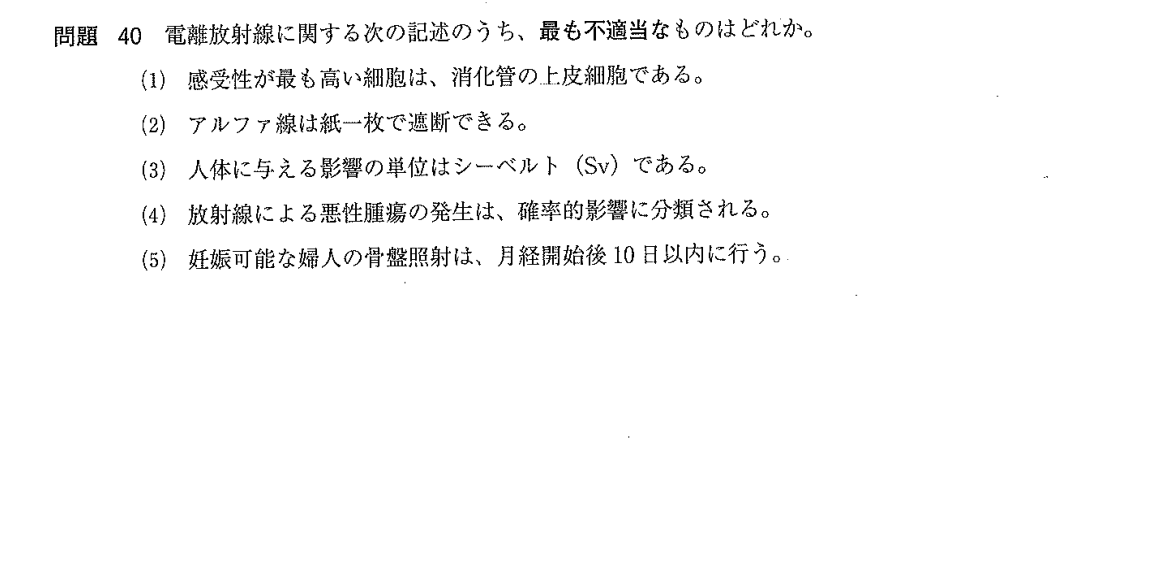 問題 40 電離放射線に関する次の記述のうち、最も不適当なものはどれか。
(1) 感受性が最も高い細胞は、消化管の上皮細胞である。
(2) アルファ線は紙一枚で遮断できる。
(3) 人体に与える影響の単位はシーベルト（Sv）である。
(4) 放射線による悪性腫瘍の発生は、確率的影響に分類される。
(5) 妊娠可能な婦人の骨盤照射は、月経開始後 10 日以内に行う。